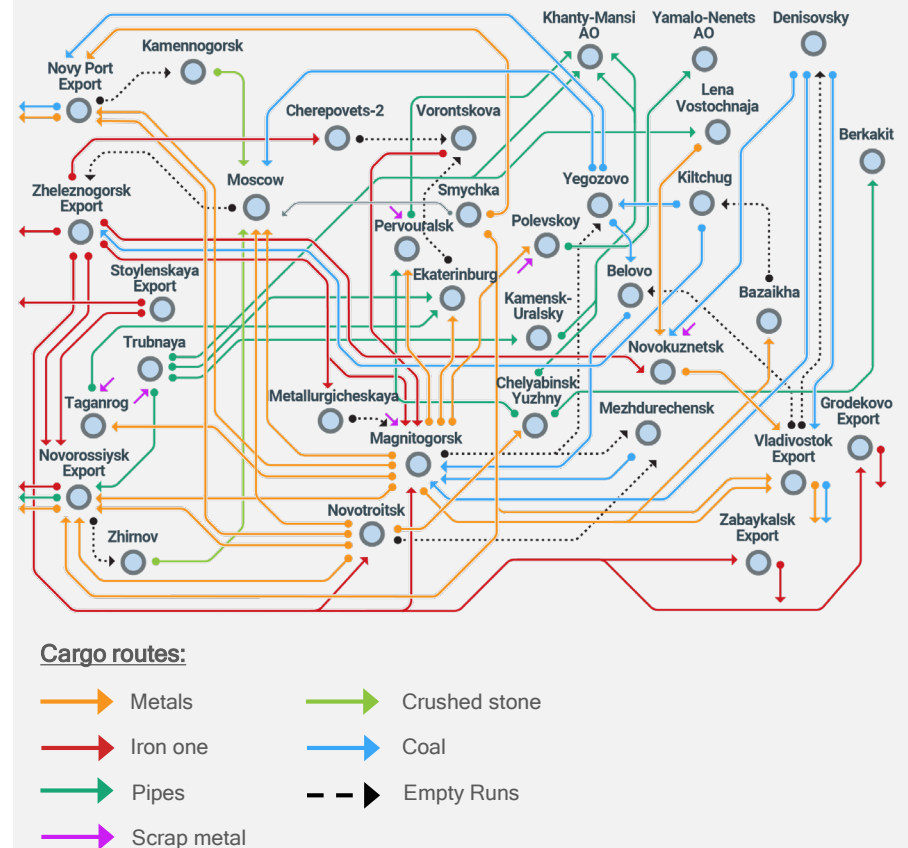 Khanty-Mansi
AO
Yamalo-Nenets
AO
Denisovsky
Kamennogorsk
Novy Port
Export
Lena
Vostochnaja
Cherepovets-2
Vorontskova
Berkakit
Zheleznogorsk
Export
Moscow
Smychka
Yegozovo
Kiltchug
Pervouralsk
Polevskoy
Stoylenskaya
Export
Ekaterinburg
Belovo
Bazaikha
Kamensk-
Uralsky
Trubnaya
Novokuznetsk
Taganrog
Metallurgicheskaya
Chelyabinsk
Yuzhny
Mezhdurechensk
Grodekovo
Export
Magnitogorsk
Vladivostok
Export
Novorossiysk
Export
Novotroitsk
Zhirnov
Zabaykalsk
Export
Cargo routes:
Metals
Crushed stone
Iron one
Coal
Pipes
Empty Runs
Scrap metal